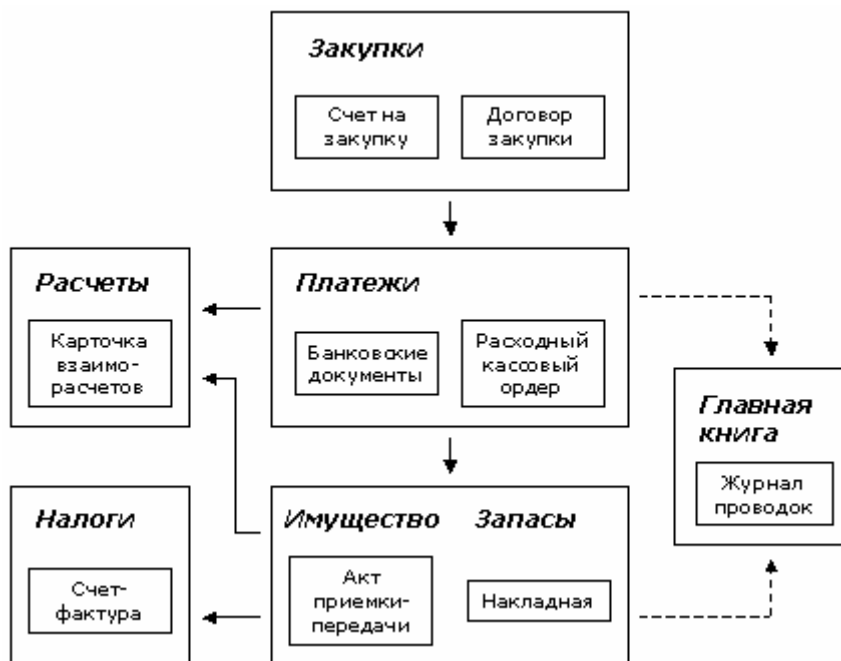 Закупки
Счет на
закупку
Договор
закупки
Расчеты
Карточка
взаимо-
расчетов
Платежи
Банковские
документы
Расходный
кассовый
ордер
Главная
книга
Журнал
проводок
Налоги
Счет-
фактура
Имущество
Акт
приемки-
передачи
Запасы
Накладная